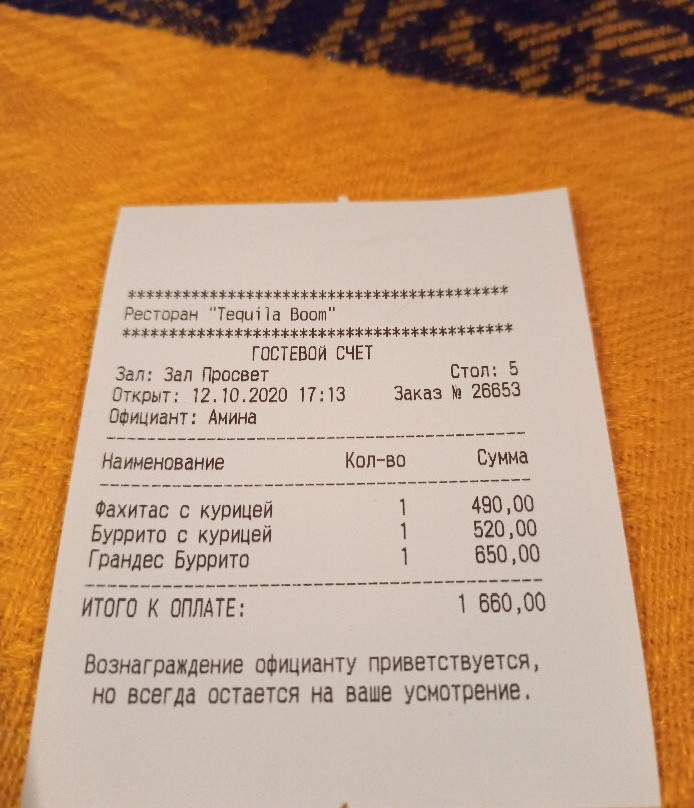 *****************************************
Ресторан "Tequila Boom"
*****************************************
ГОСТЕВОЙ СЧЕТ
Зал: Зал Просвет Стол: 5
Открыт: 12.10.2020 17:13 Заказ № 26653
Официант: Амина
Наименование Кол-во Сумма
Фахитас с курицей 1 490,00
Буррито с курицей 1 520,00
Грандес Буррито 1 650,00
ИТОГО К ОПЛАТЕ: 1 660,00
Вознаграждение официанту приветствуется,
но всегда остается на ваше усмотрение.